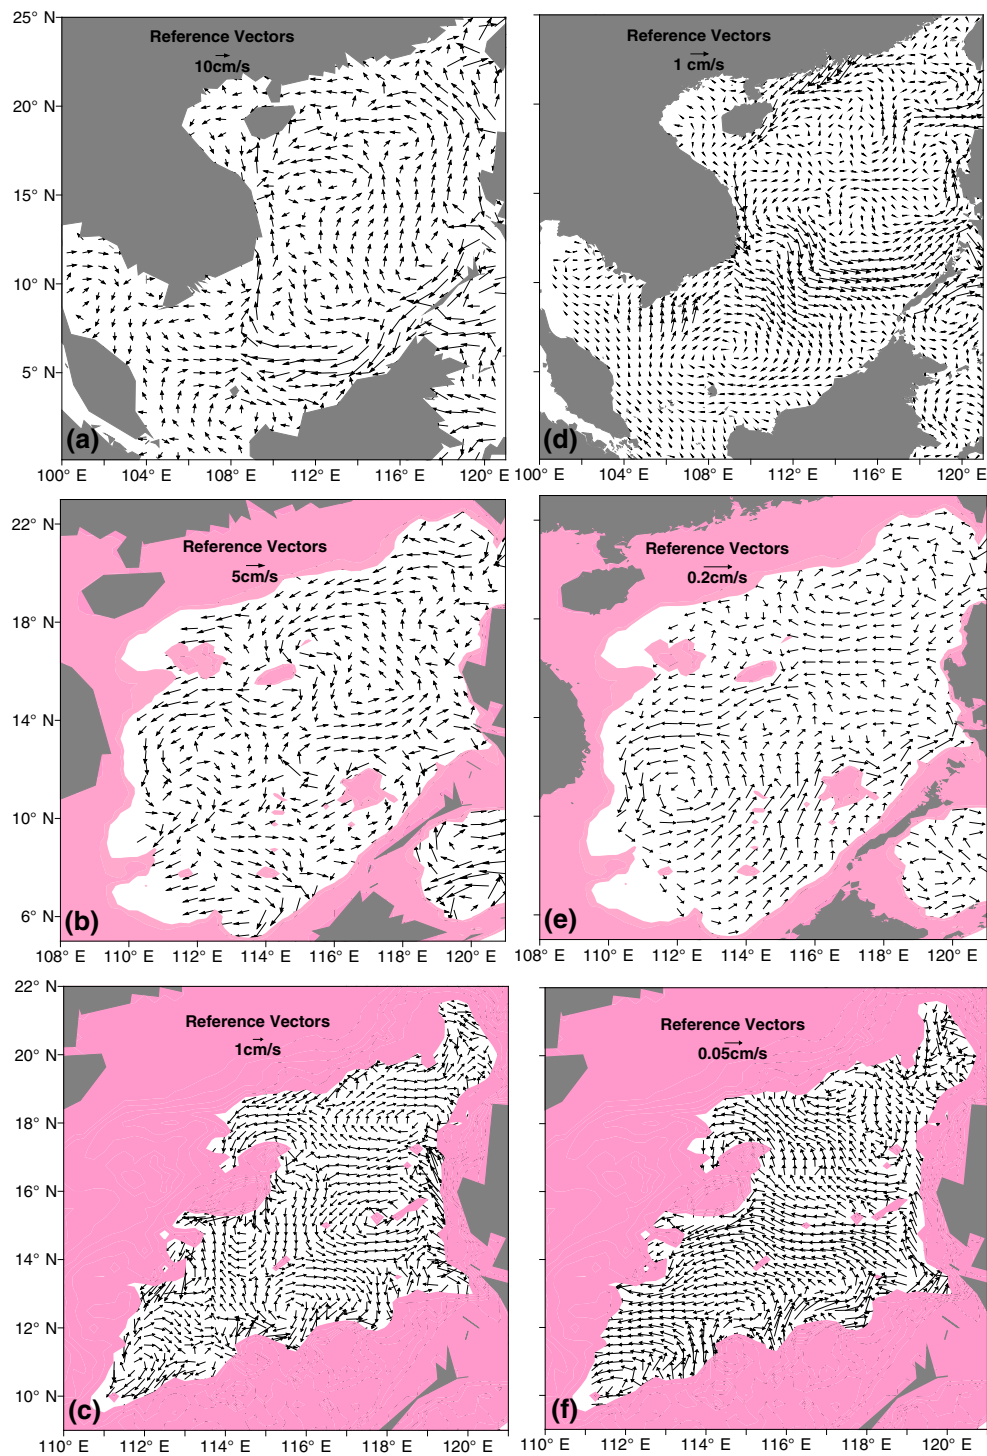 25° N
20° N
15° N
10° N
5° N
Reference Vectors
10cm/s
(a)
100° E
104° E
108° E
112° E
116° E
120° E
Reference Vectors
1 cm/s
(d)
100° E
104° E
108° E
112° E
116° E
120° E
22° N
18° N
14° N
10° N
6° N
Reference Vectors
5cm/s
(b)
108° E
110° E
112° E
114° E
116° E
118° E
120° E
Reference Vectors
0.2cm/s
(e)
108° E
110° E
112° E
114° E
116° E
118° E
120° E
22° N
20° N
18° N
16° N
14° N
12° N
10° N
Reference Vectors
1cm/s
(c)
110° E
112° E
114° E
116° E
118° E
120° E
Reference Vectors
0.05cm/s
(f)
110° E
112° E
114° E
116° E
118° E
120° E